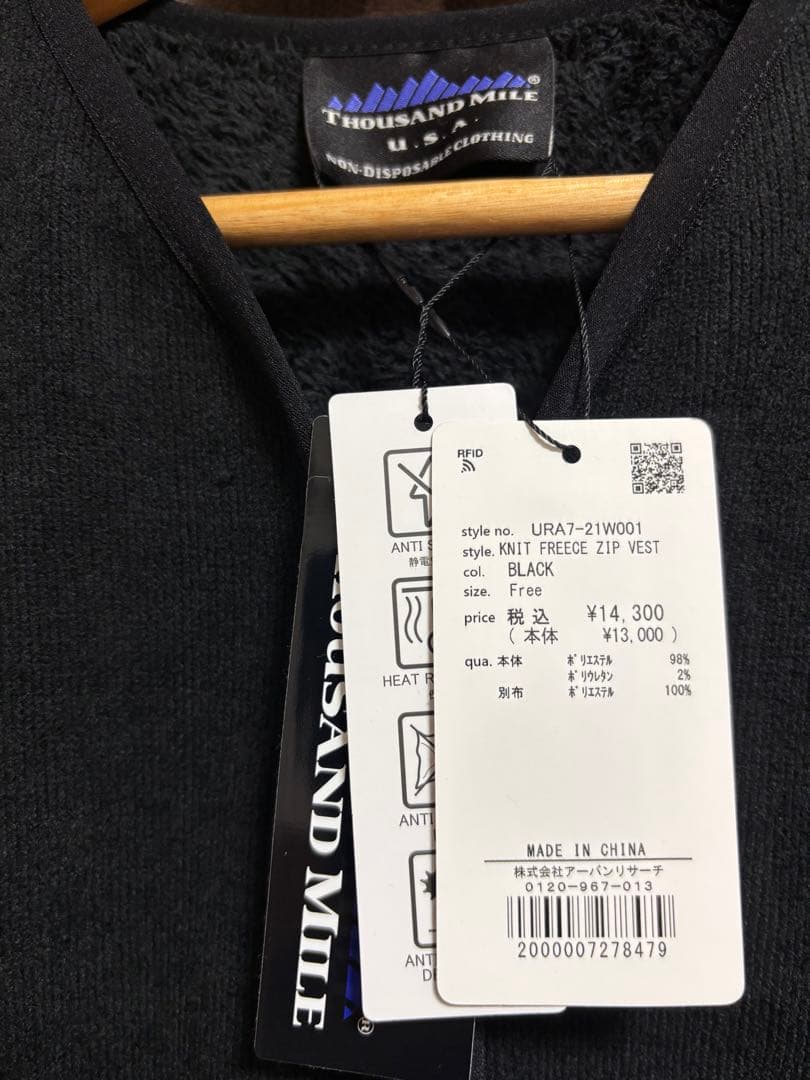 THOUSAND MILE®
U.S.A.
NON-DISPOSABLE CLOTHING
RFID
style no. URA7-21W001
style. KNIT FREECE ZIP VEST
col. BLACK
size. Free
price 税込 ¥14,300
( 本体 ¥13,000 )
qua. 本体 ﾎﾟﾘｴｽﾃﾙ 98%
ﾎﾟﾘｳﾚﾀﾝ 2%
別布 ﾎﾟﾘｴｽﾃﾙ 100%
MADE IN CHINA
株式会社アーバンリサーチ
0120-967-013
2000007278479
ANTI
静電
HEAT
ANTI
THOUSAND MILE
®